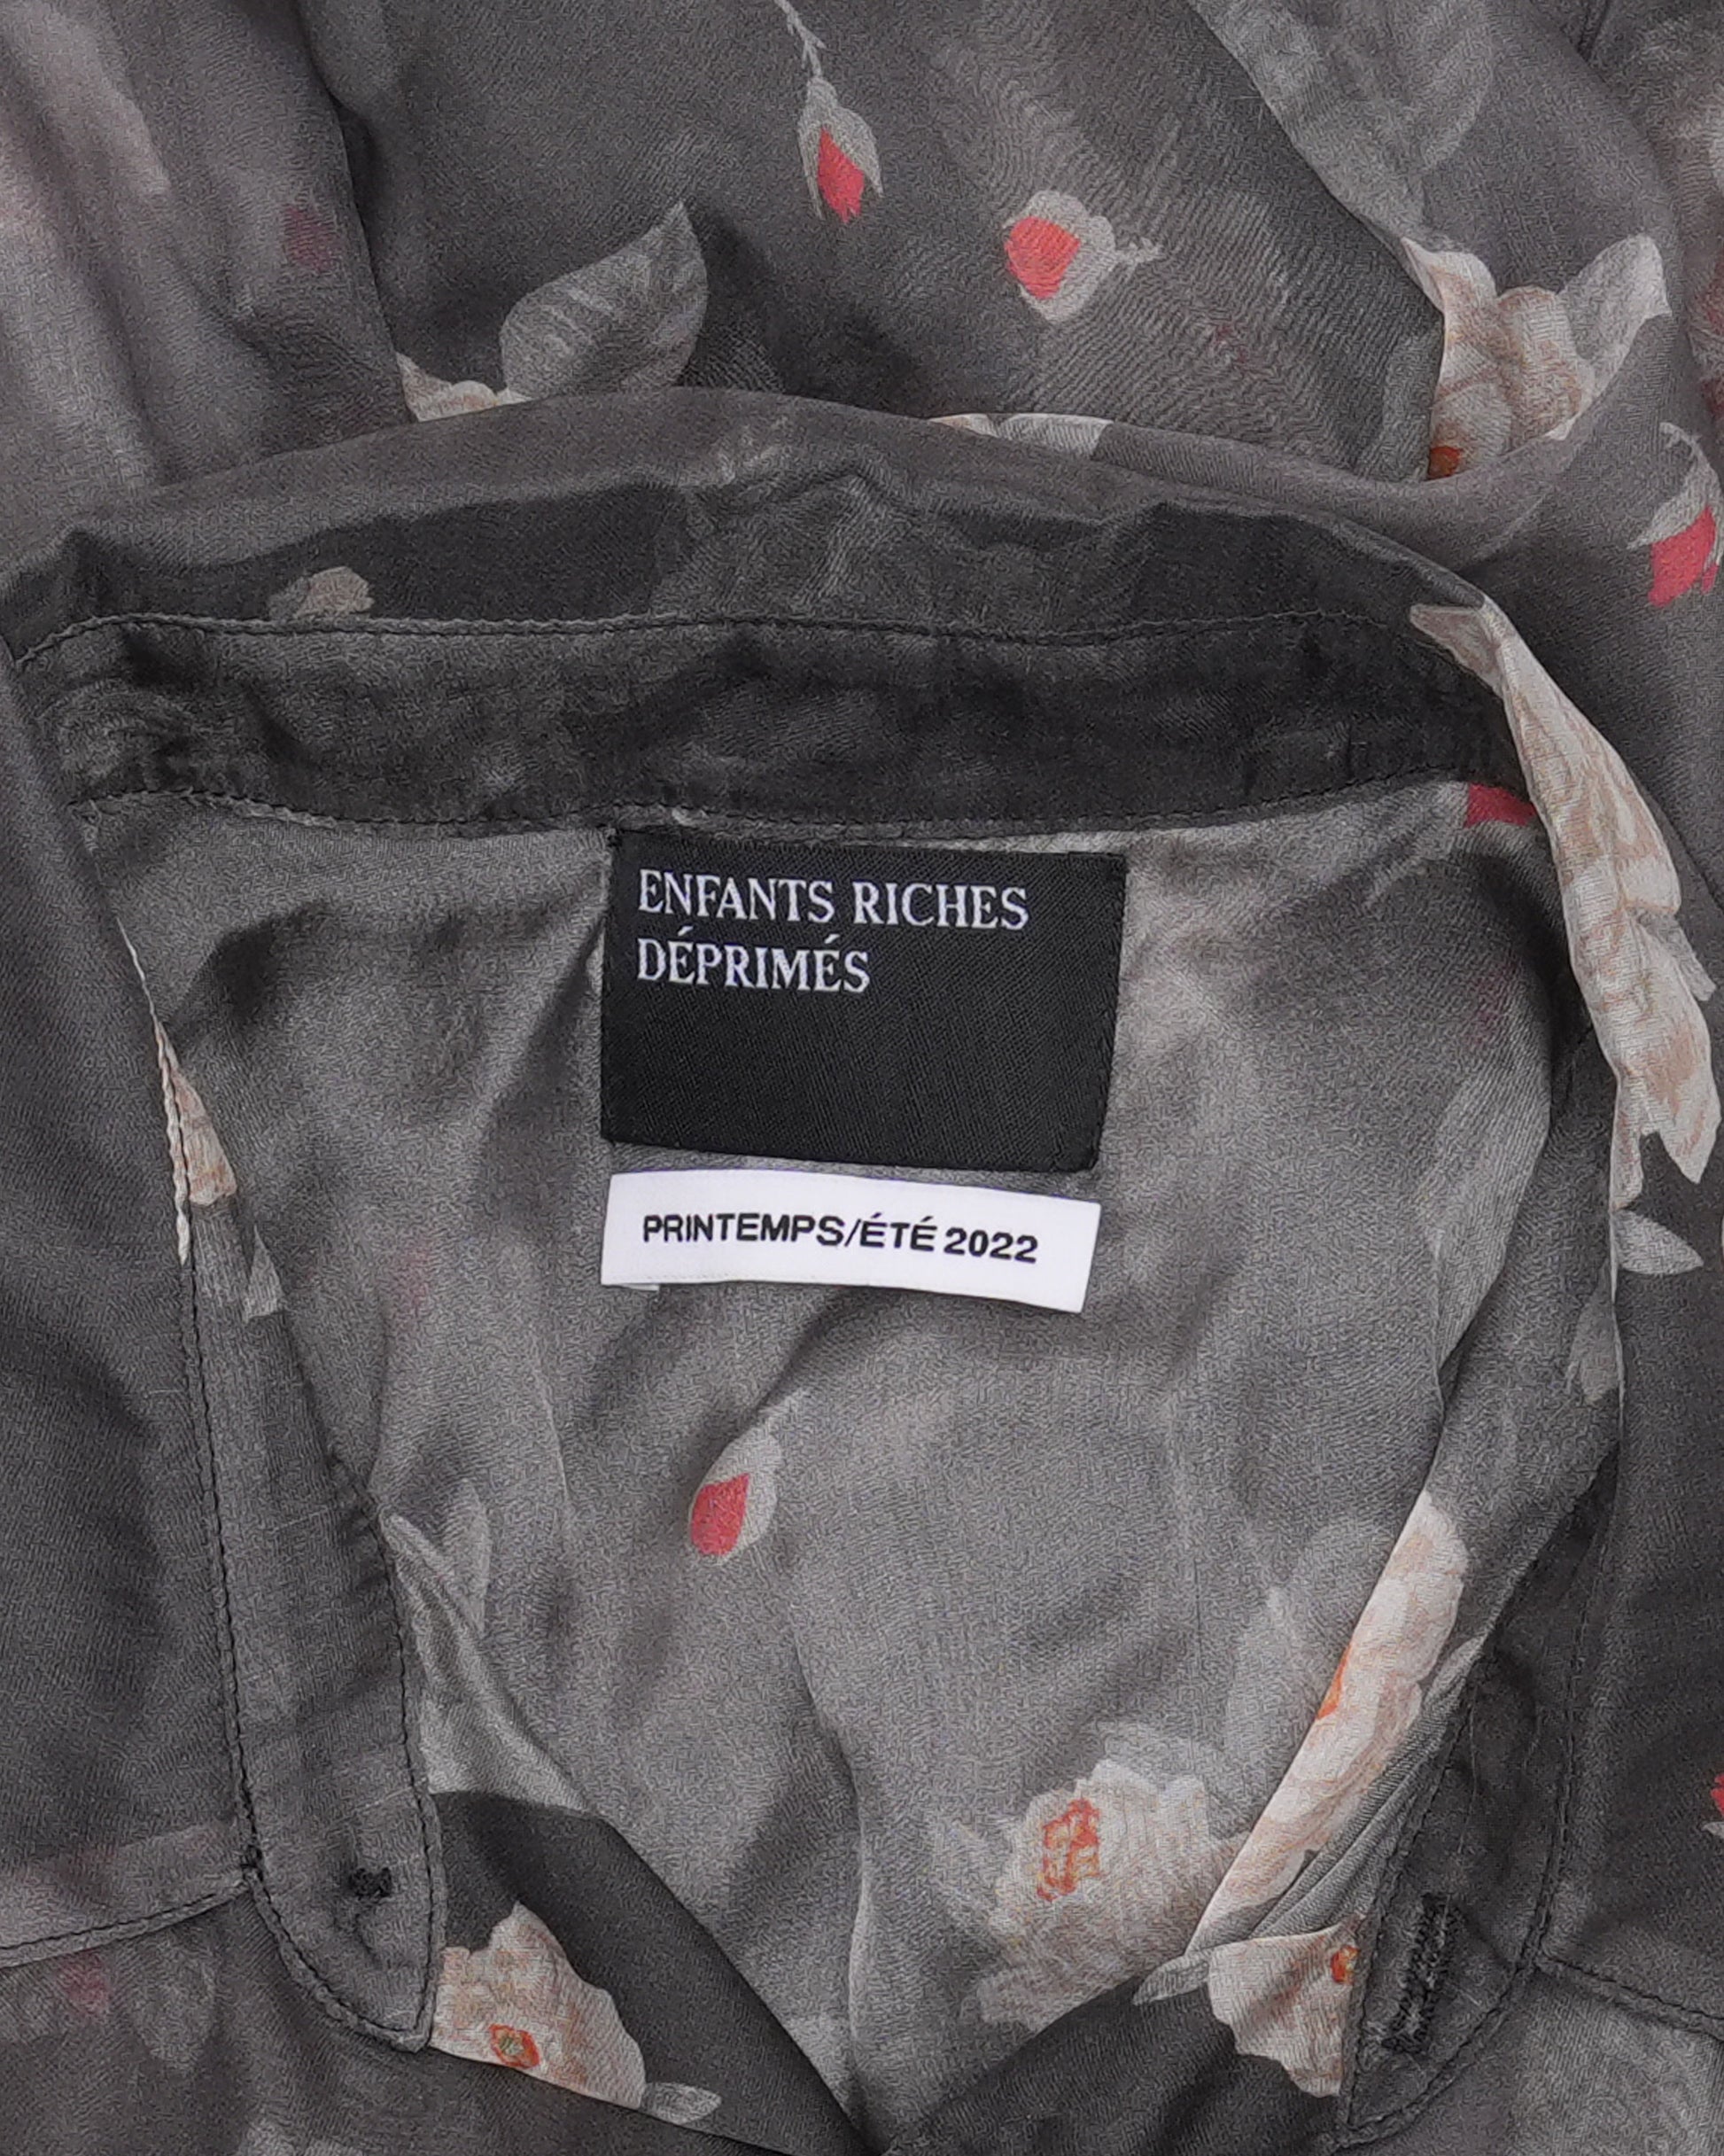 ENFANTS RICHES
DÉPRIMÉS
PRINTEMPS/ÉTÉ 2022